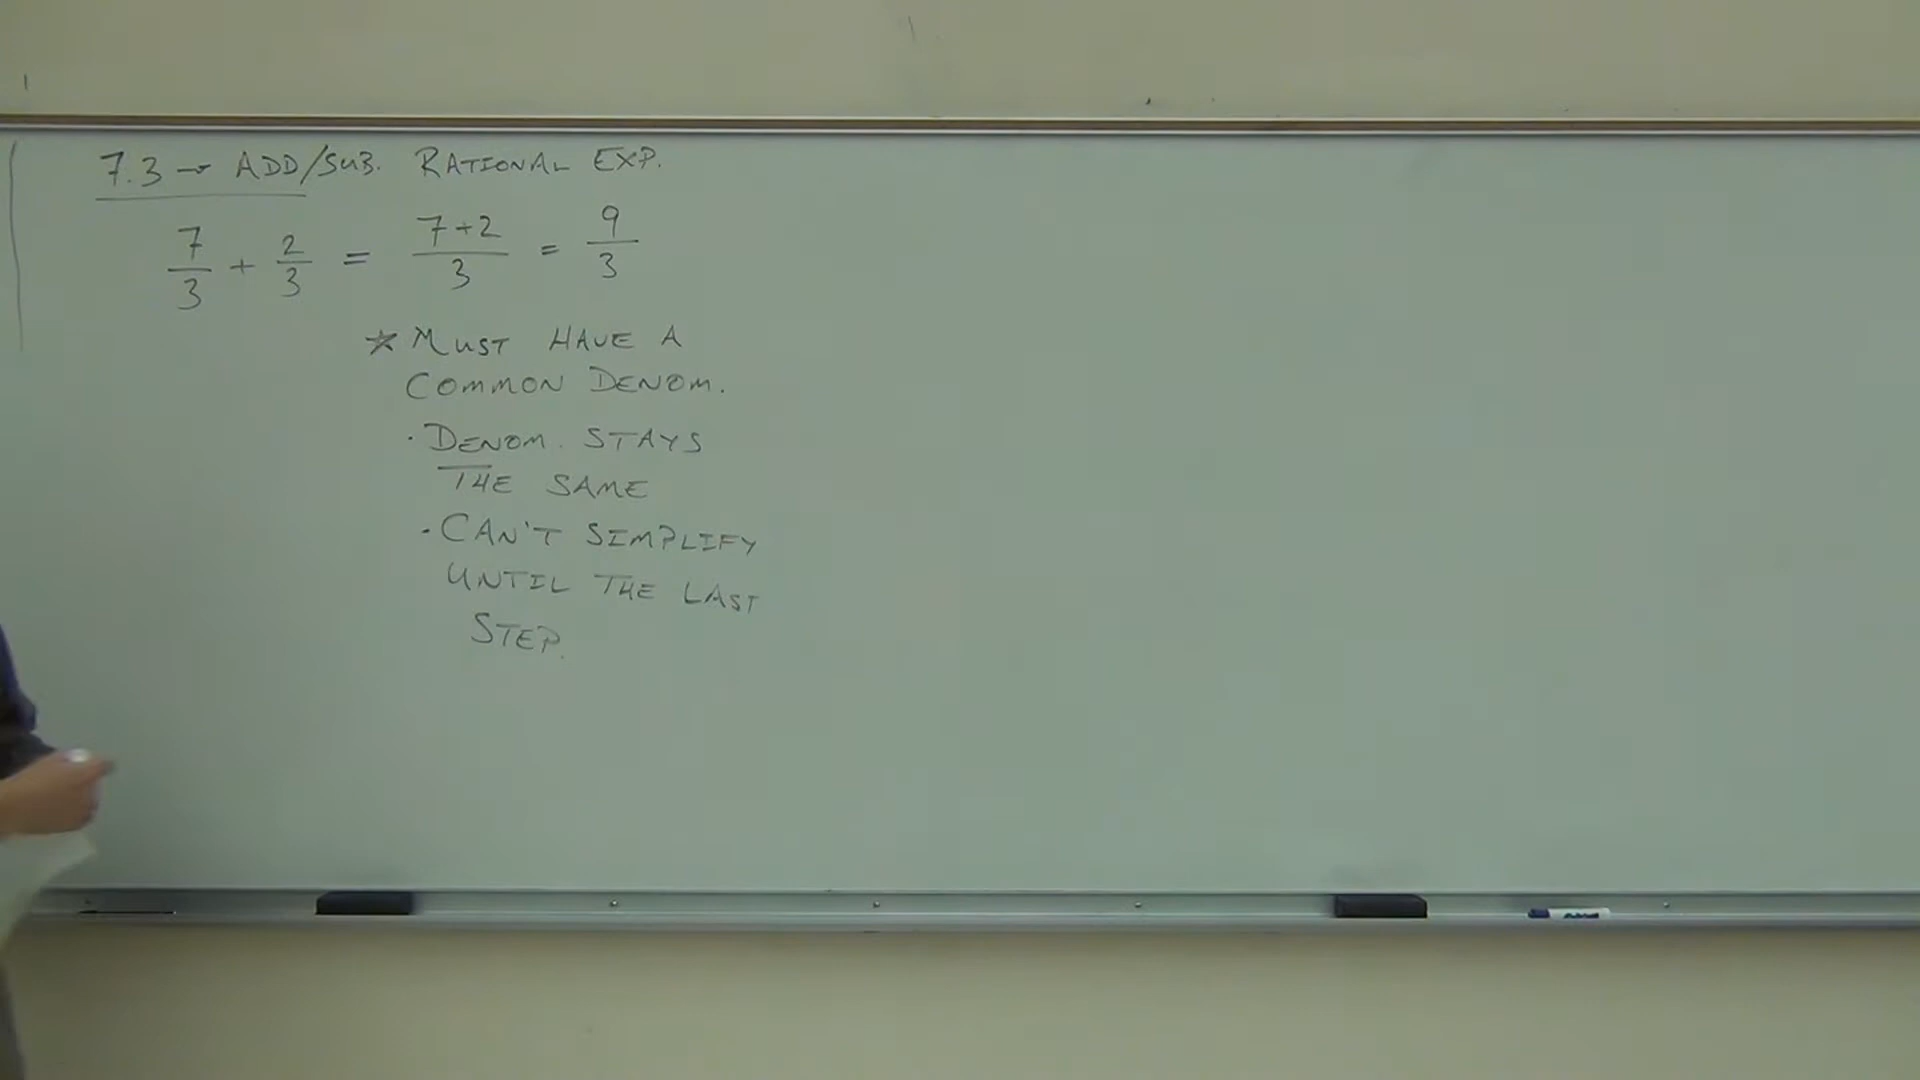 7.3 → ADD/SUB. RATIONAL EXP.
7/3 + 2/3 = (7+2)/3 = 9/3
☆ MUST HAVE A
COMMON DENOM.
· DENOM. STAYS
THE SAME
· CAN'T SIMPLIFY
UNTIL THE LAST
STEP.